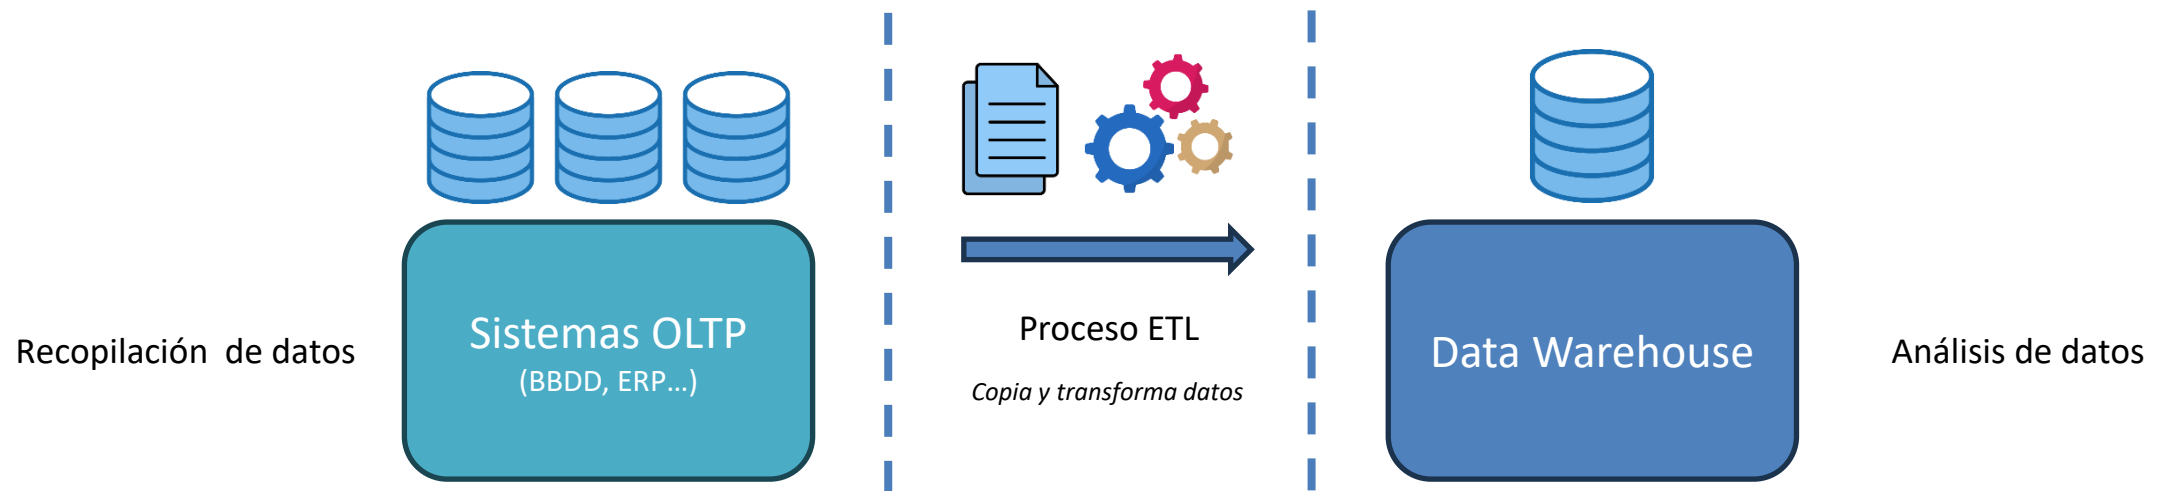 Recopilación  de datos
Sistemas OLTP
(BBDD, ERP...)
Proceso ETL
Copia y transforma datos
Data Warehouse
Análisis de datos